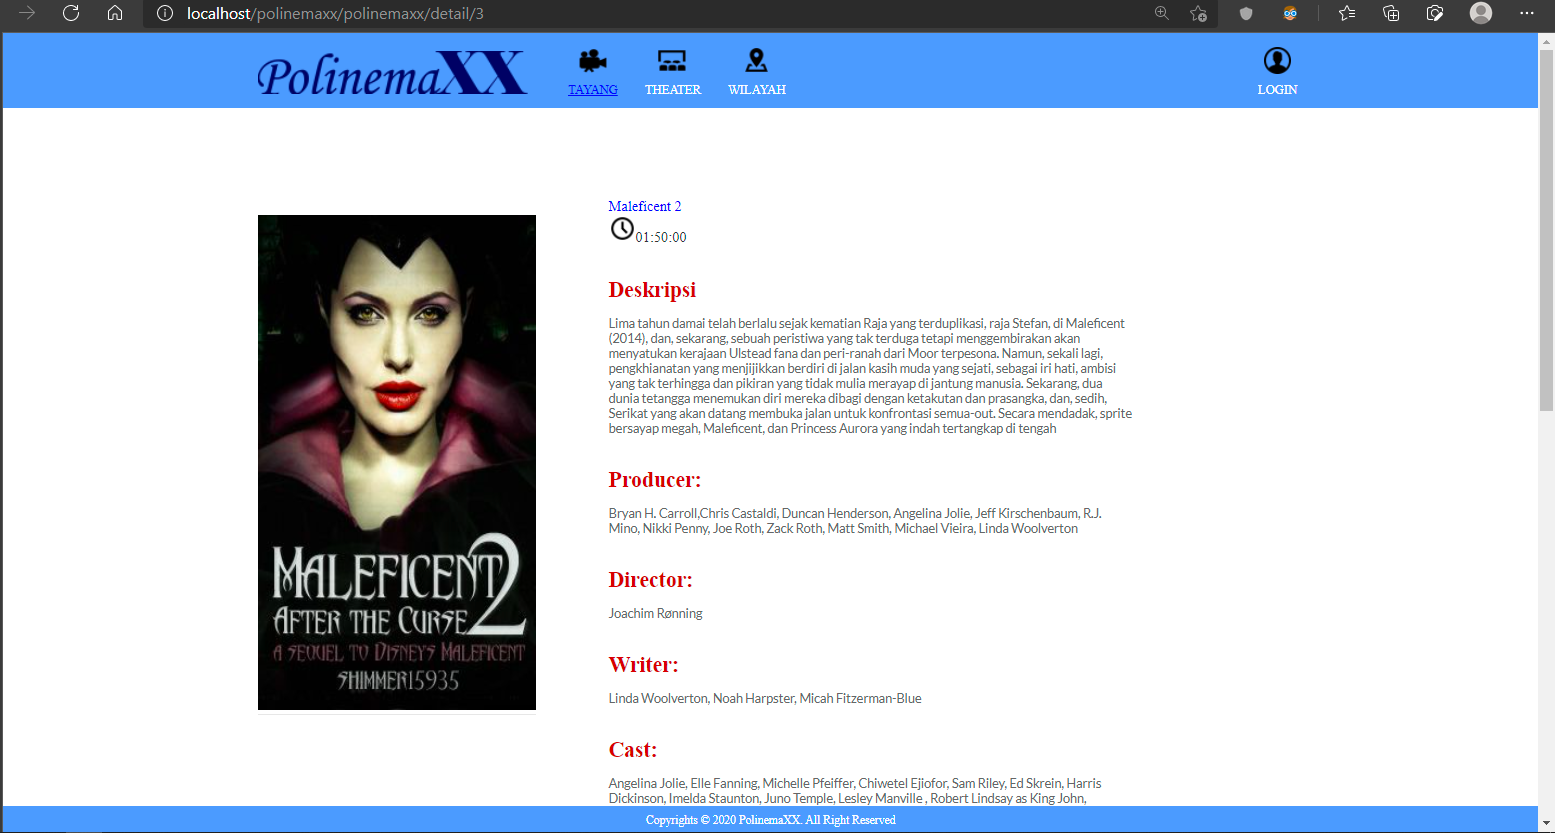 localhost/polinemaxx/polinemaxx/detail/3
PolinemaXX
TAYANG
THEATER
WILAYAH
LOGIN
MALEFICENT 2
AFTER THE CURSE
A SEQUEL TO DISNEY'S MALEFICENT
SHIMMER15935
Maleficent 2
01:50:00
Deskripsi
Lima tahun damai telah berlalu sejak kematian Raja yang terduplikasi, raja Stefan, di Maleficent
(2014), dan, sekarang, sebuah peristiwa yang tak terduga tetapi menggembirakan akan
menyatukan kerajaan Ulstead fana dan peri-ranah dari Moor terpesona. Namun, sekali lagi,
pengkhianatan yang menjijikkan berdiri di jalan kasih muda yang sejati, sebagai iri hati, ambisi
yang tak terhingga dan pikiran yang tidak mulia merayap di jantung manusia. Sekarang, dua
dunia tetangga menemukan diri mereka dibagi dengan ketakutan dan prasangka, dan, sedih,
Serikat yang akan datang membuka jalan untuk konfrontasi semua-out. Secara mendadak, sprite
bersayap megah, Maleficent, dan Princess Aurora yang indah tertangkap di tengah
Producer:
Bryan H. Carroll,Chris Castaldi, Duncan Henderson, Angelina Jolie, Jeff Kirschenbaum, R.J.
Mino, Nikki Penny, Joe Roth, Zack Roth, Matt Smith, Michael Vieira, Linda Woolverton
Director:
Joachim Rønning
Writer:
Linda Woolverton, Noah Harpster, Micah Fitzerman-Blue
Cast:
Angelina Jolie, Elle Fanning, Michelle Pfeiffer, Chiwetel Ejiofor, Sam Riley, Ed Skrein, Harris
Dickinson, Imelda Staunton, Juno Temple, Lesley Manville , Robert Lindsay as King John,
Copyrights © 2020 PolinemaXX. All Right Reserved